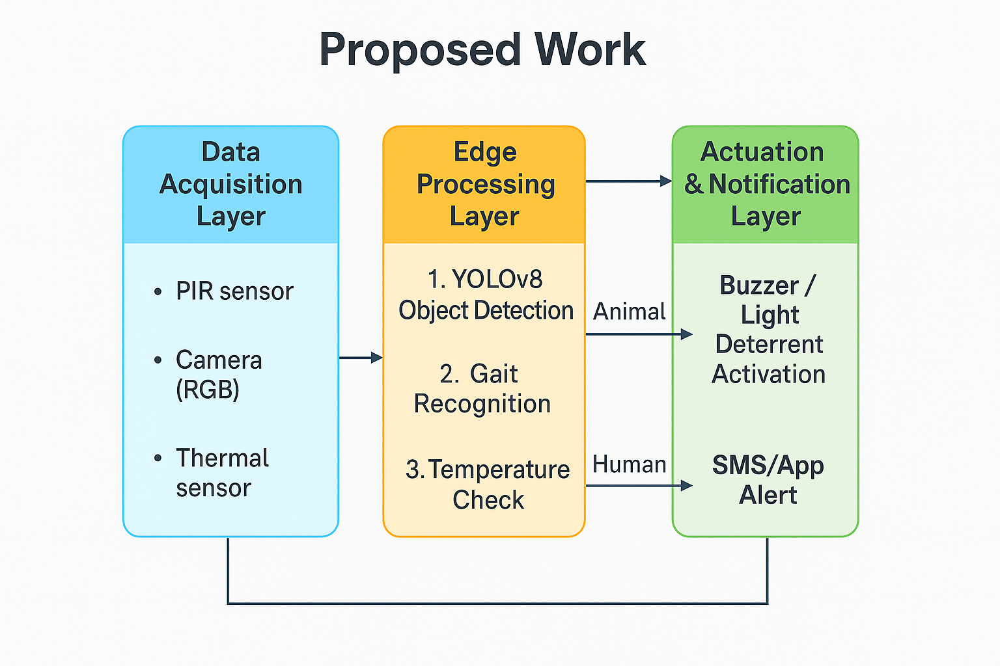 Proposed Work
Data
Acquisition
Layer
• PIR sensor
• Camera
(RGB)
• Thermal
sensor
Edge
Processing
Layer
1. YOLOv8
Object Detection
2. Gait
Recognition
3. Temperature
Check
Animal
Human
Actuation
& Notification
Layer
Buzzer /
Light
Deterrent
Activation
SMS/App
Alert